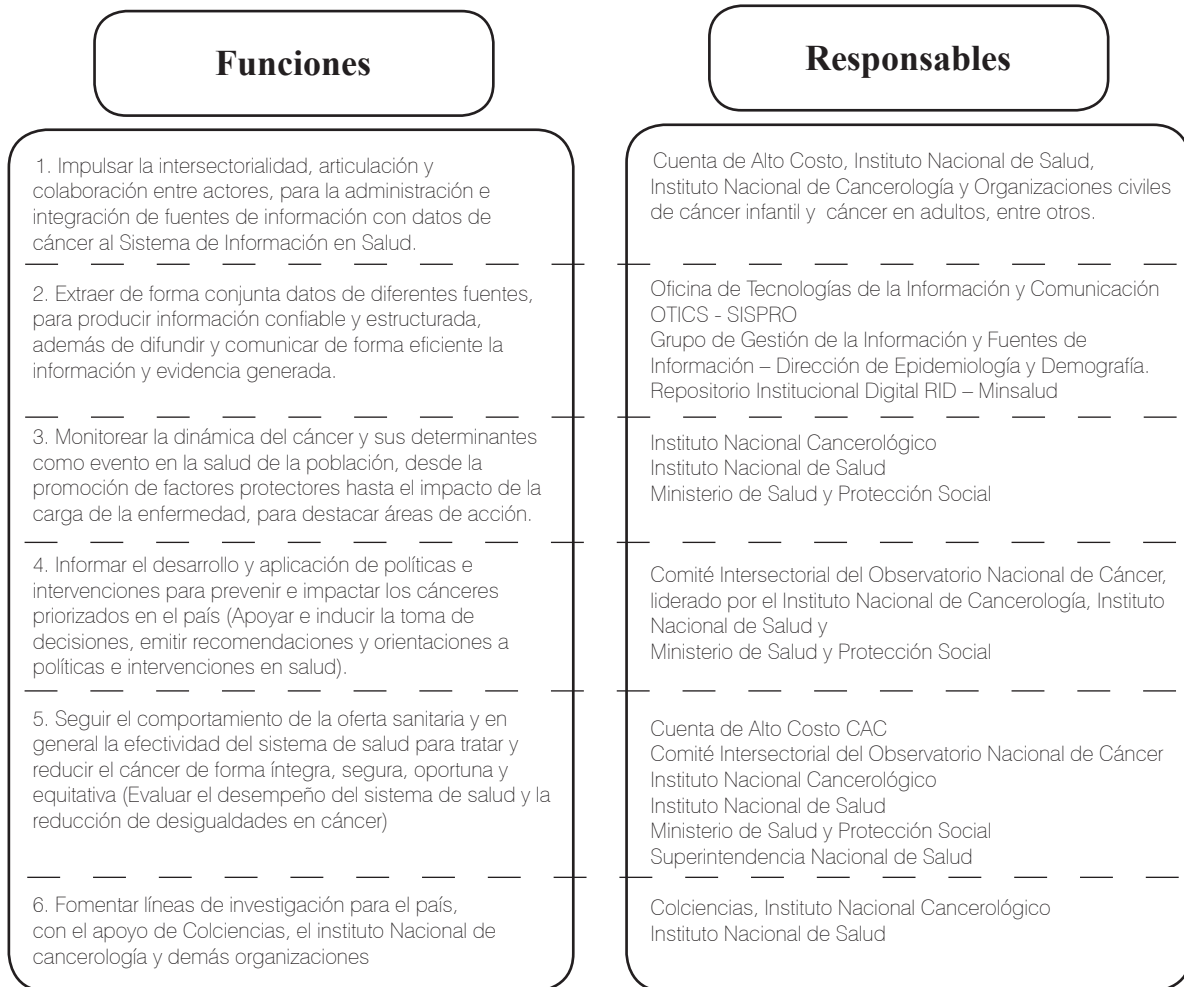 Funciones
Responsables
1. Impulsar la intersectorialidad, articulación y
colaboración entre actores, para la administración e
integración de fuentes de información con datos de
cáncer al Sistema de Información en Salud.
Cuenta de Alto Costo, Instituto Nacional de Salud,
Instituto Nacional de Cancerología y Organizaciones civiles
de cáncer infantil y cáncer en adultos, entre otros.
2. Extraer de forma conjunta datos de diferentes fuentes,
para producir información confiable y estructurada,
además de difundir y comunicar de forma eficiente la
información y evidencia generada.
Oficina de Tecnologías de la Información y Comunicación
OTICS - SISPRO
Grupo de Gestión de la Información y Fuentes de
Información – Dirección de Epidemiología y Demografía.
Repositorio Institucional Digital RID – Minsalud
3. Monitorear la dinámica del cáncer y sus determinantes
como evento en la salud de la población, desde la
promoción de factores protectores hasta el impacto de la
carga de la enfermedad, para destacar áreas de acción.
Instituto Nacional Cancerológico
Instituto Nacional de Salud
Ministerio de Salud y Protección Social
4. Informar el desarrollo y aplicación de políticas e
intervenciones para prevenir e impactar los cánceres
priorizados en el país (Apoyar e inducir la toma de
decisiones, emitir recomendaciones y orientaciones a
políticas e intervenciones en salud).
Comité Intersectorial del Observatorio Nacional de Cáncer,
liderado por el Instituto Nacional de Cancerología, Instituto
Nacional de Salud y
Ministerio de Salud y Protección Social
5. Seguir el comportamiento de la oferta sanitaria y en
general la efectividad del sistema de salud para tratar y
reducir el cáncer de forma íntegra, segura, oportuna y
equitativa (Evaluar el desempeño del sistema de salud y la
reducción de desigualdades en cáncer)
Cuenta de Alto Costo CAC
Comité Intersectorial del Observatorio Nacional de Cáncer
Instituto Nacional Cancerológico
Instituto Nacional de Salud
Ministerio de Salud y Protección Social
Superintendencia Nacional de Salud
6. Fomentar líneas de investigación para el país,
con el apoyo de Colciencias, el instituto Nacional de
cancerología y demás organizaciones
Colciencias, Instituto Nacional Cancerológico
Instituto Nacional de Salud